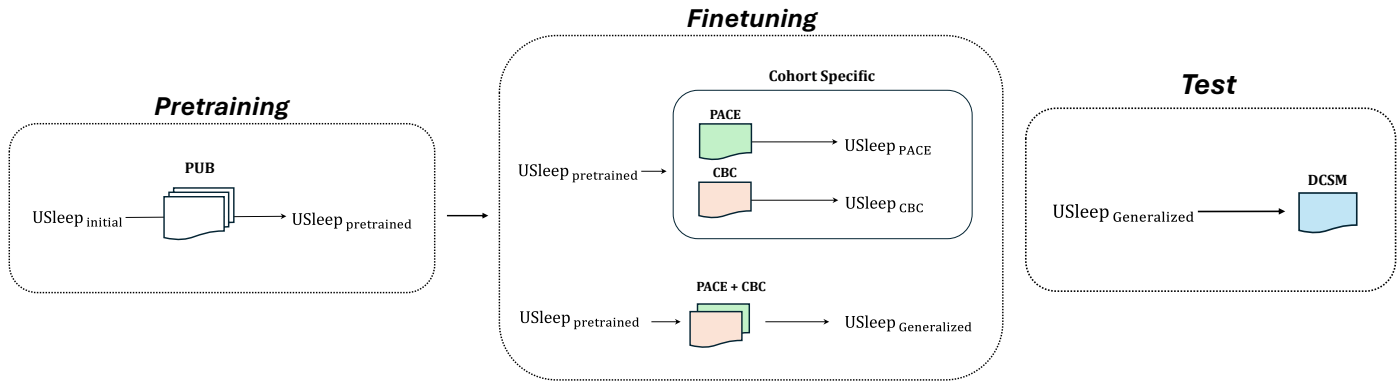 Pretraining
PUB
USleep initial
USleep pretrained
Finetuning
Cohort Specific
PACE
USleep pretrained
USleep PACE
CBC
USleep CBC
PACE + CBC
USleep pretrained
USleep Generalized
Test
DCSM
USleep Generalized